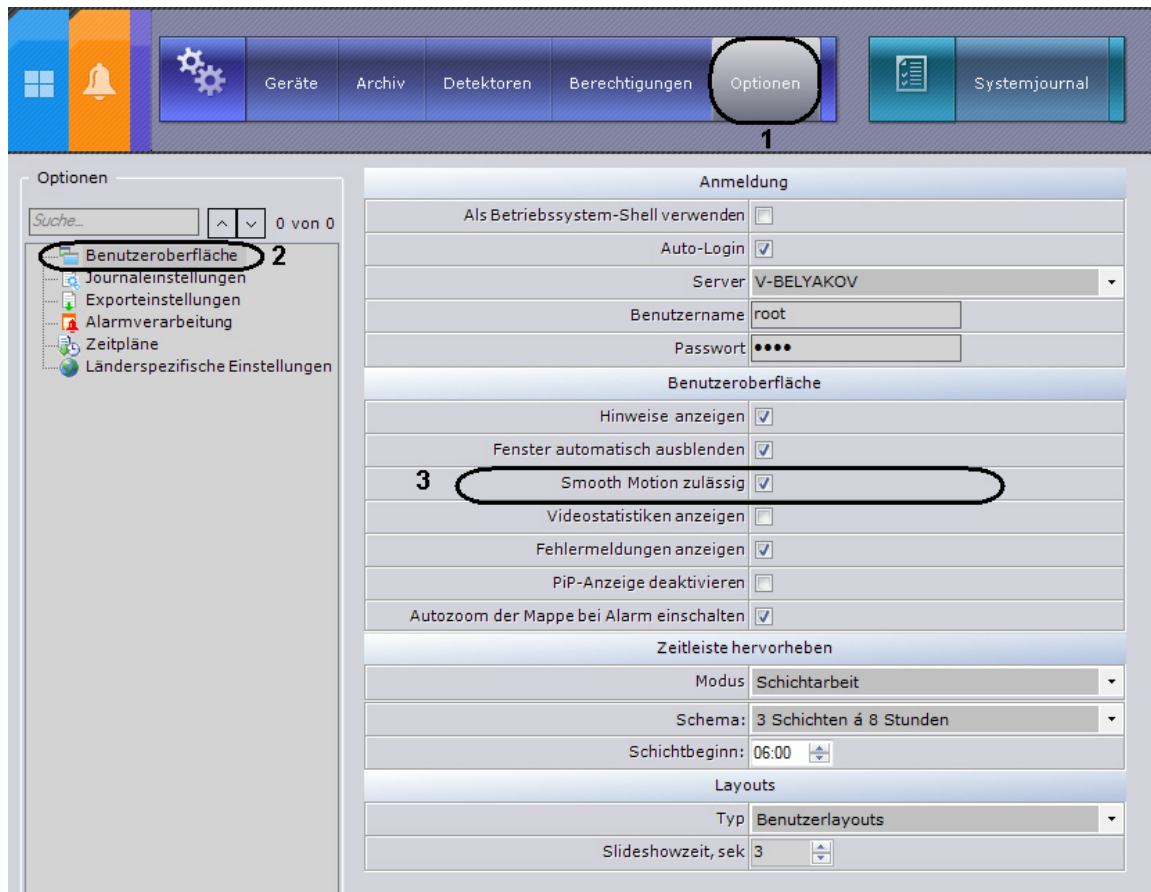 Geräte Archiv Detektoren Berechtigungen Optionen Systemjournal
1
Optionen
Suche... 0 von 0
Benutzeroberfläche 2
Journaleinstellungen
Exporteinstellungen
Alarmverarbeitung
Zeitpläne
Länderspezifische Einstellungen
Anmeldung
Als Betriebssystem-Shell verwenden
Auto-Login
Server V-BELYAKOV
Benutzername root
Passwort ••••
Benutzeroberfläche
Hinweise anzeigen
Fenster automatisch ausblenden
3 Smooth Motion zulässig
Videostatistiken anzeigen
Fehlermeldungen anzeigen
PiP-Anzeige deaktivieren
Autozoom der Mappe bei Alarm einschalten
Zeitleiste hervorheben
Modus Schichtarbeit
Schema: 3 Schichten á 8 Stunden
Schichtbeginn: 06:00
Layouts
Typ Benutzerlayouts
Slideshowzeit, sek 3